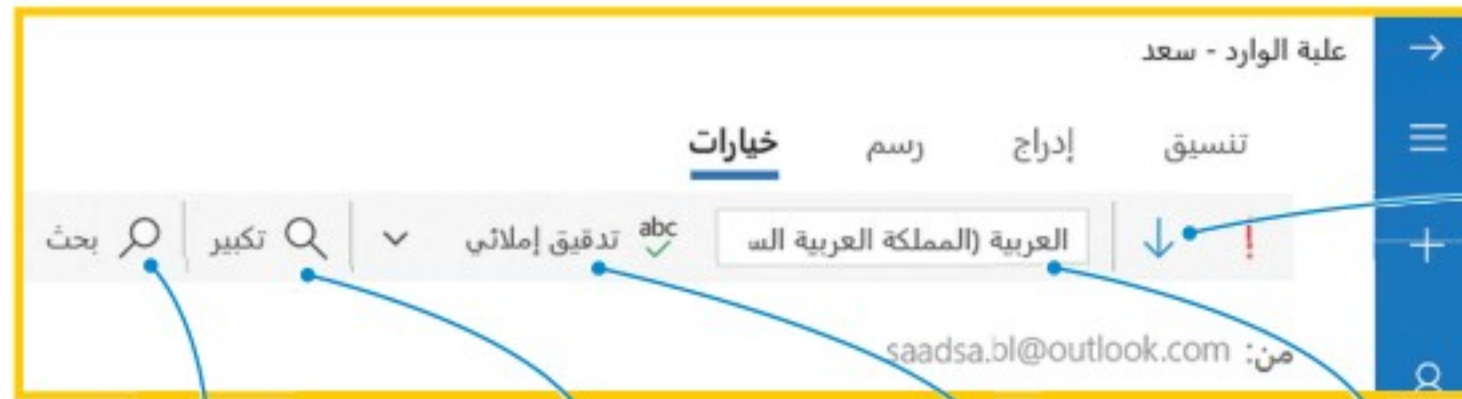 علبة الوارد - سعد
تنسيق إدراج رسم خيارات
! العربية (المملكة العربية الس abc تدقيق إملائي تكبير بحث
من: saadsa.bl@outlook.com